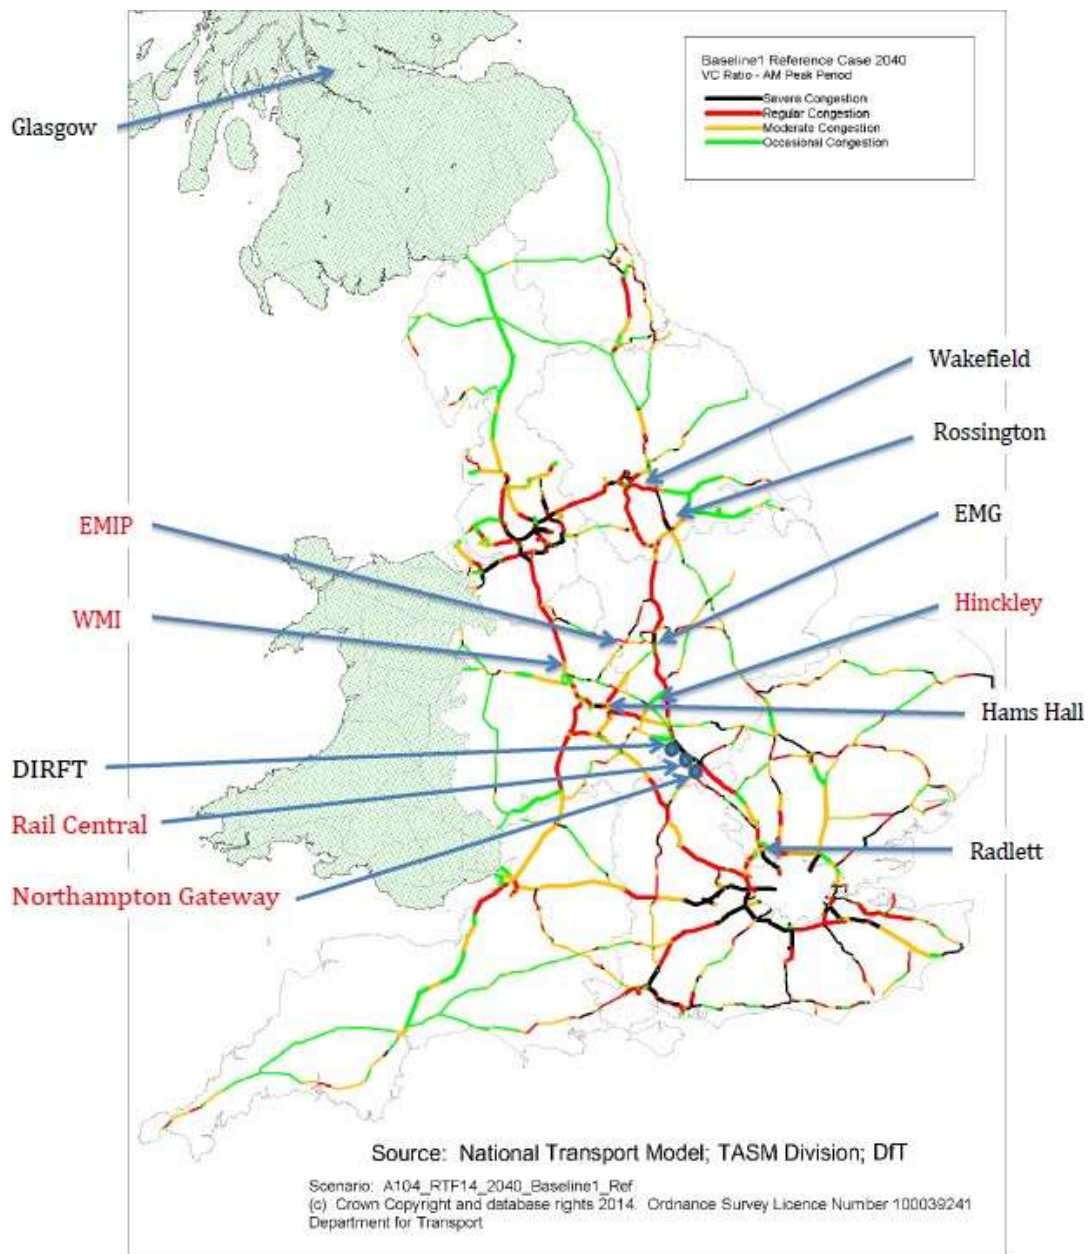 Baseline1 Reference Case 2040
VC Ratio - AM Peak Period
Severe Congestion
Regular Congestion
Moderate Congestion
Occasional Congestion
Glasgow
Wakefield
Rossington
EMIP
EMG
WMI
Hinckley
Hams Hall
DIRFT
Rail Central
Radlett
Northampton Gateway
Source: National Transport Model; TASM Division; DfT
Scenario: A104_RTF14_2040_Baseline1_Ref
(c) Crown Copyright and database rights 2014. Ordnance Survey Licence Number 100039241
Department for Transport